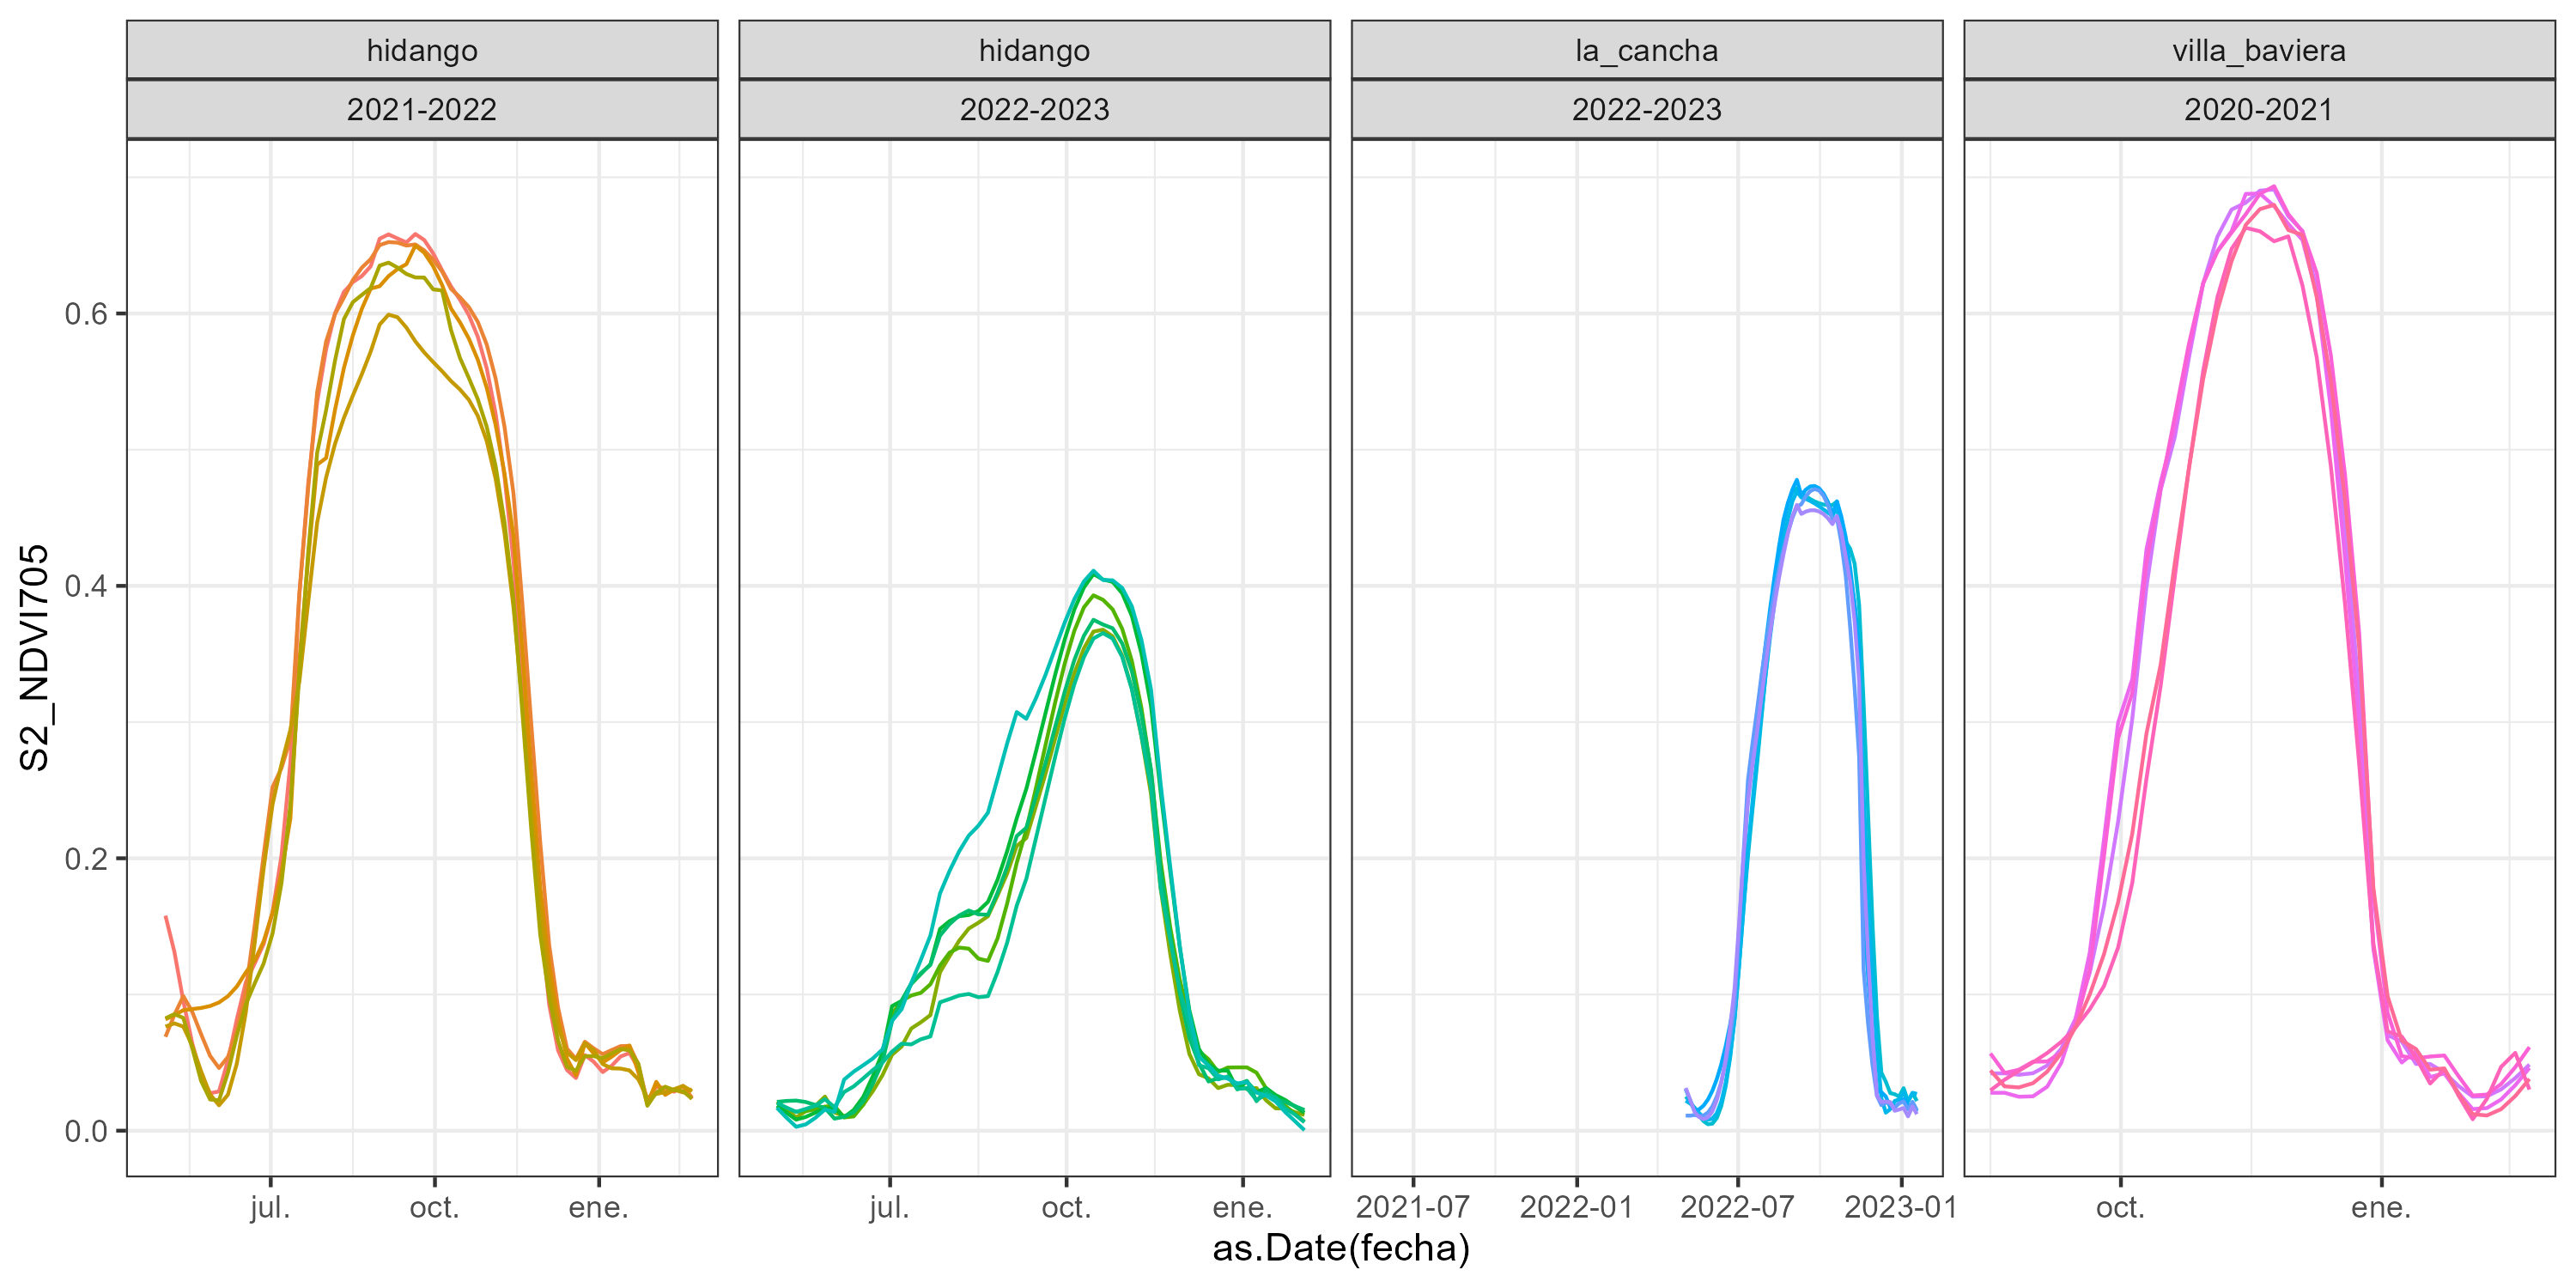 hidango hidango la_cancha villa_baviera
2021-2022 2022-2023 2022-2023 2020-2021
S2_NDVI705
0.6
0.4
0.2
0.0
jul. oct. ene. jul. oct. ene. 2021-07 2022-01 2022-07 2023-01 oct. ene.
as.Date(fecha)